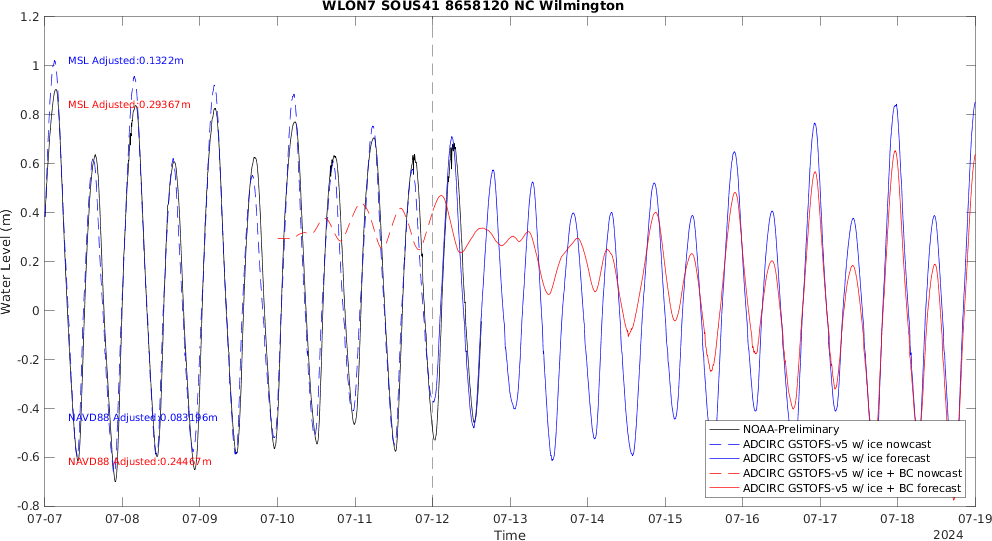 WLON7 SOUS41 8658120 NC Wilmington
1.2
1
0.8
0.6
0.4
0.2
0
-0.2
-0.4
-0.6
-0.8
Water Level (m)
MSL Adjusted:0.1322m
MSL Adjusted:0.29367m
NAVD88 Adjusted:0.083196m
NAVD88 Adjusted:0.24467m
NOAA-Preliminary
ADCIRC GSTOFS-v5 w/ ice nowcast
ADCIRC GSTOFS-v5 w/ ice forecast
ADCIRC GSTOFS-v5 w/ ice + BC nowcast
ADCIRC GSTOFS-v5 w/ ice + BC forecast
07-07 07-08 07-09 07-10 07-11 07-12 07-13 07-14 07-15 07-16 07-17 07-18 07-19
Time
2024